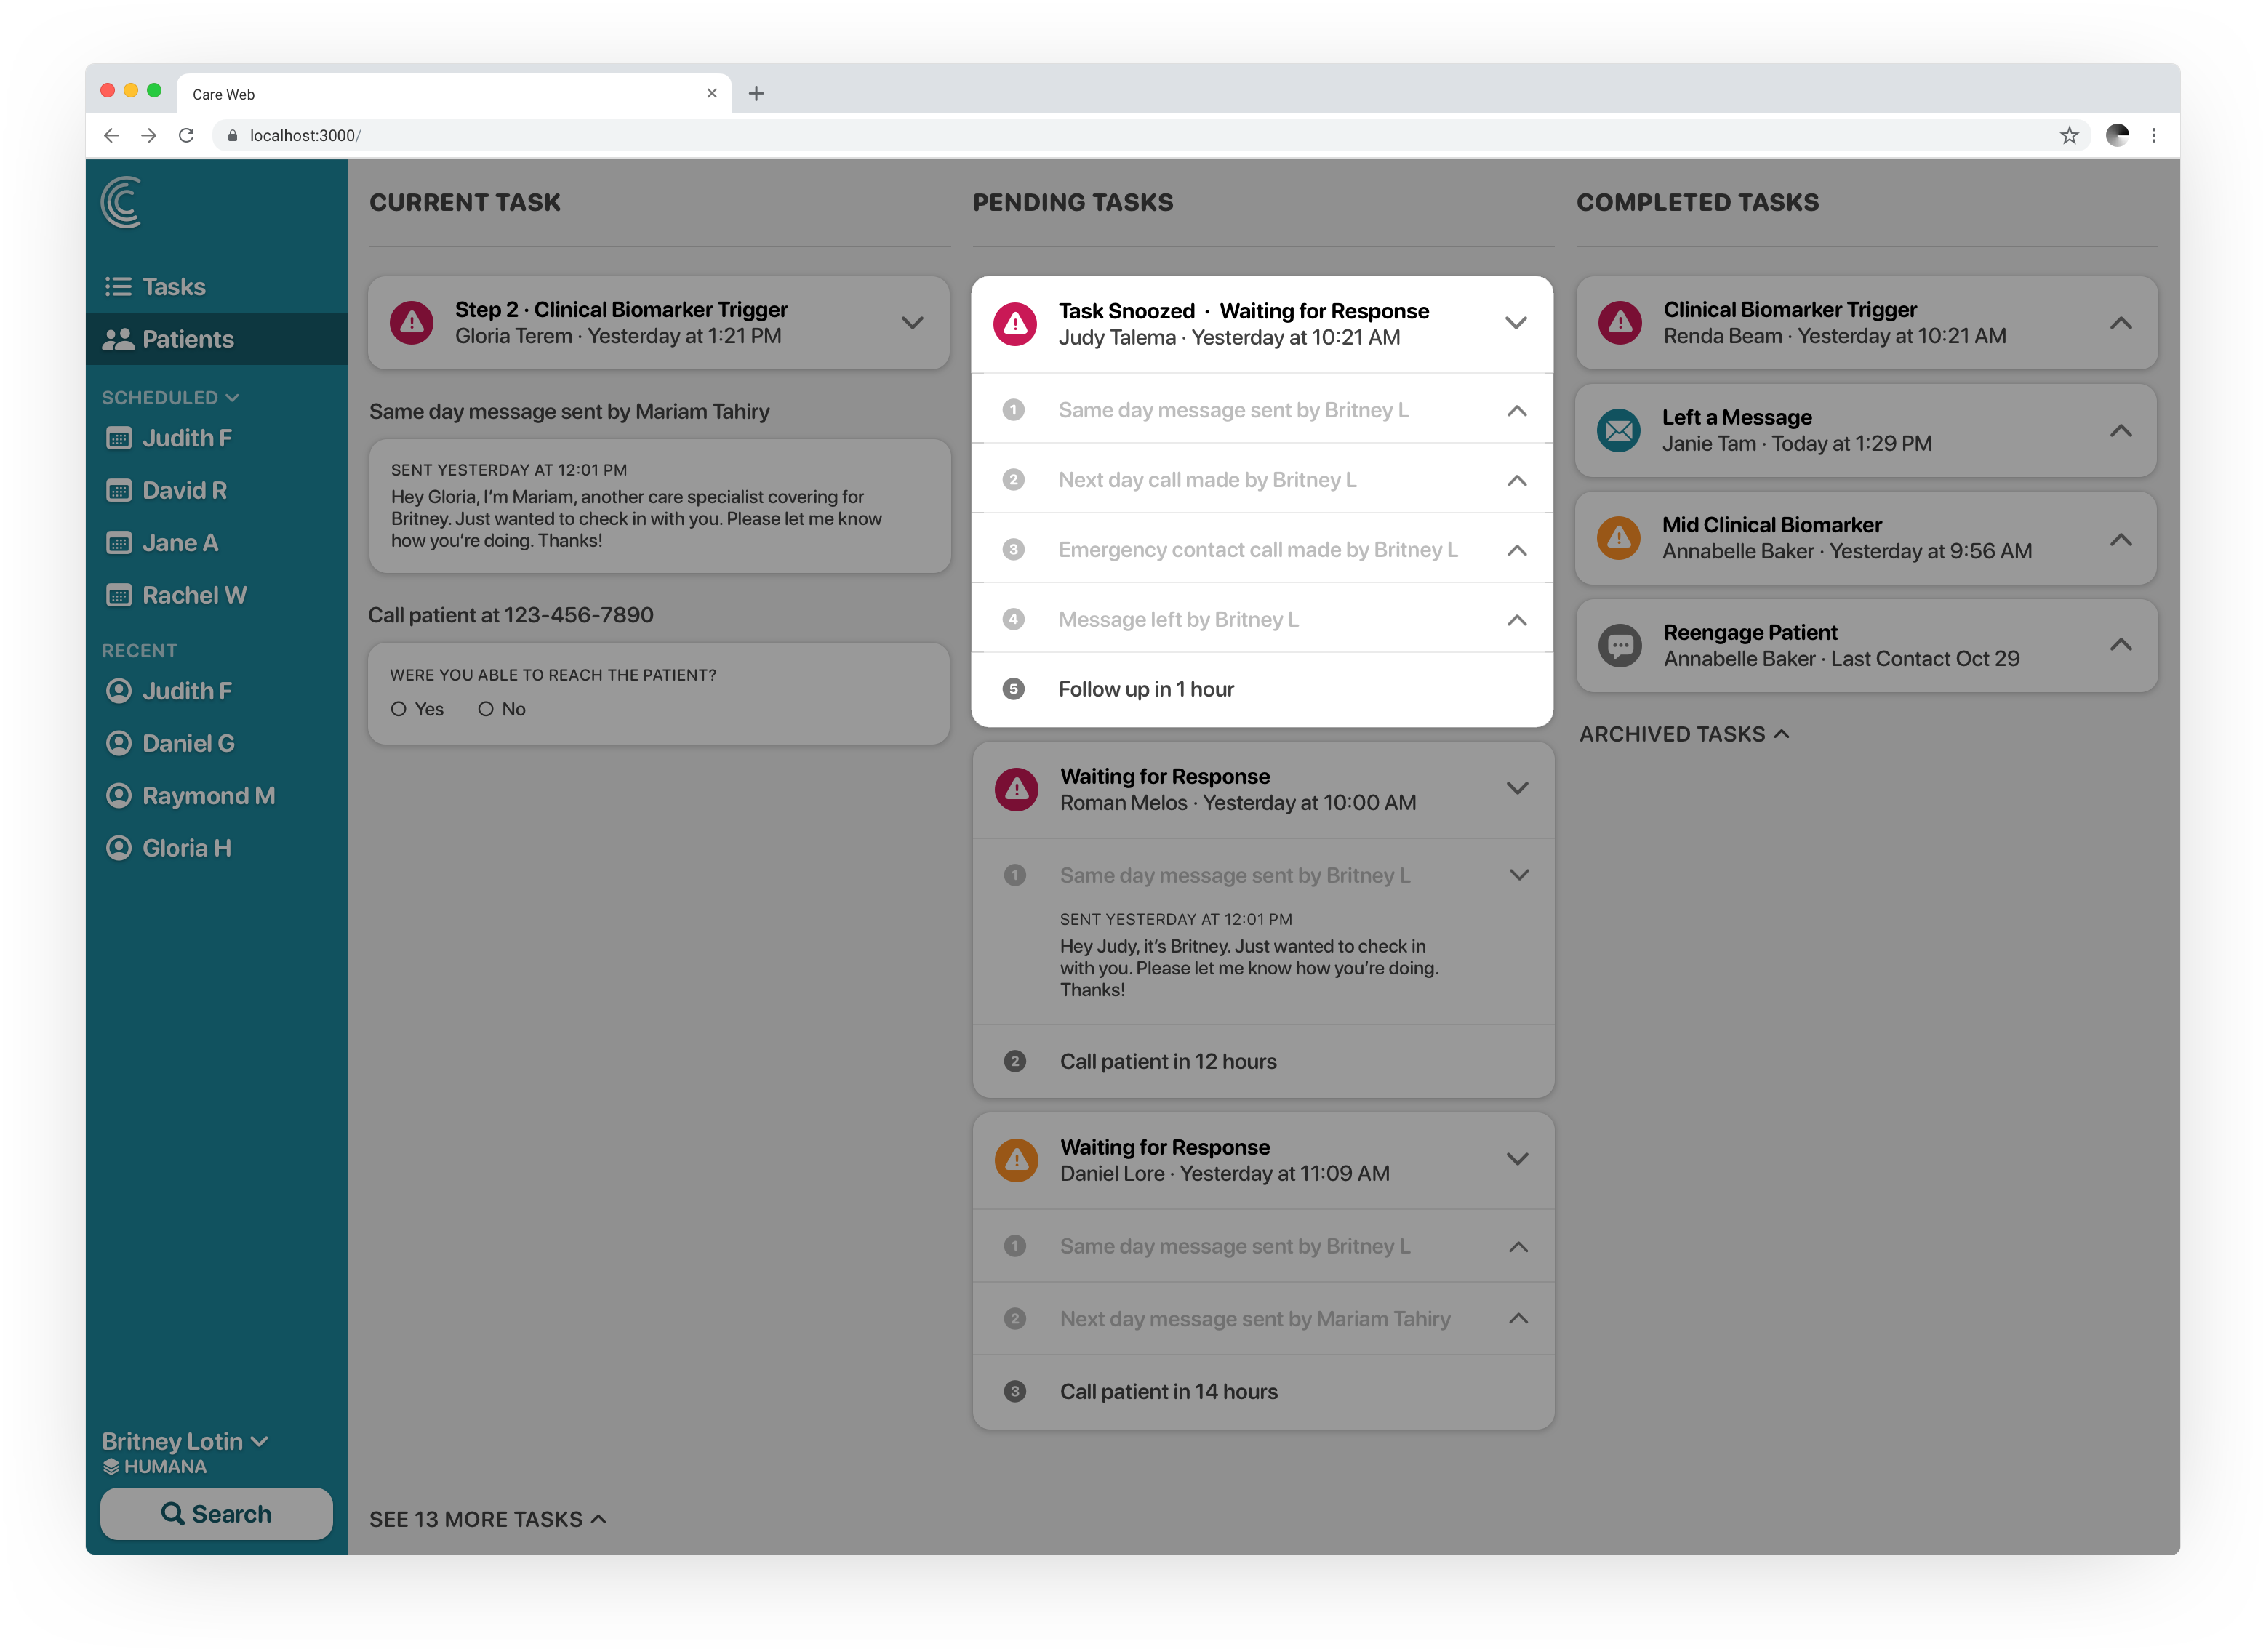 Care Web
localhost:3000/
Tasks
Patients
SCHEDULED
Judith F
David R
Jane A
Rachel W
RECENT
Judith F
Daniel G
Raymond M
Gloria H
Britney Lotin
HUMANA
Search
CURRENT TASK
Step 2 · Clinical Biomarker Trigger
Gloria Terem · Yesterday at 1:21 PM
Same day message sent by Mariam Tahiry
SENT YESTERDAY AT 12:01 PM
Hey Gloria, I’m Mariam, another care specialist covering for
Britney. Just wanted to check in with you. Please let me know
how you’re doing. Thanks!
Call patient at 123-456-7890
WERE YOU ABLE TO REACH THE PATIENT?
Yes No
SEE 13 MORE TASKS
PENDING TASKS
Task Snoozed · Waiting for Response
Judy Talema · Yesterday at 10:21 AM
1 Same day message sent by Britney L
2 Next day call made by Britney L
3 Emergency contact call made by Britney L
4 Message left by Britney L
5 Follow up in 1 hour
Waiting for Response
Roman Melos · Yesterday at 10:00 AM
1 Same day message sent by Britney L
SENT YESTERDAY AT 12:01 PM
Hey Judy, it’s Britney. Just wanted to check in
with you. Please let me know how you’re doing.
Thanks!
2 Call patient in 12 hours
Waiting for Response
Daniel Lore · Yesterday at 11:09 AM
1 Same day message sent by Britney L
2 Next day message sent by Mariam Tahiry
3 Call patient in 14 hours
COMPLETED TASKS
Clinical Biomarker Trigger
Renda Beam · Yesterday at 10:21 AM
Left a Message
Janie Tam · Today at 1:29 PM
Mid Clinical Biomarker
Annabelle Baker · Yesterday at 9:56 AM
Reengage Patient
Annabelle Baker · Last Contact Oct 29
ARCHIVED TASKS